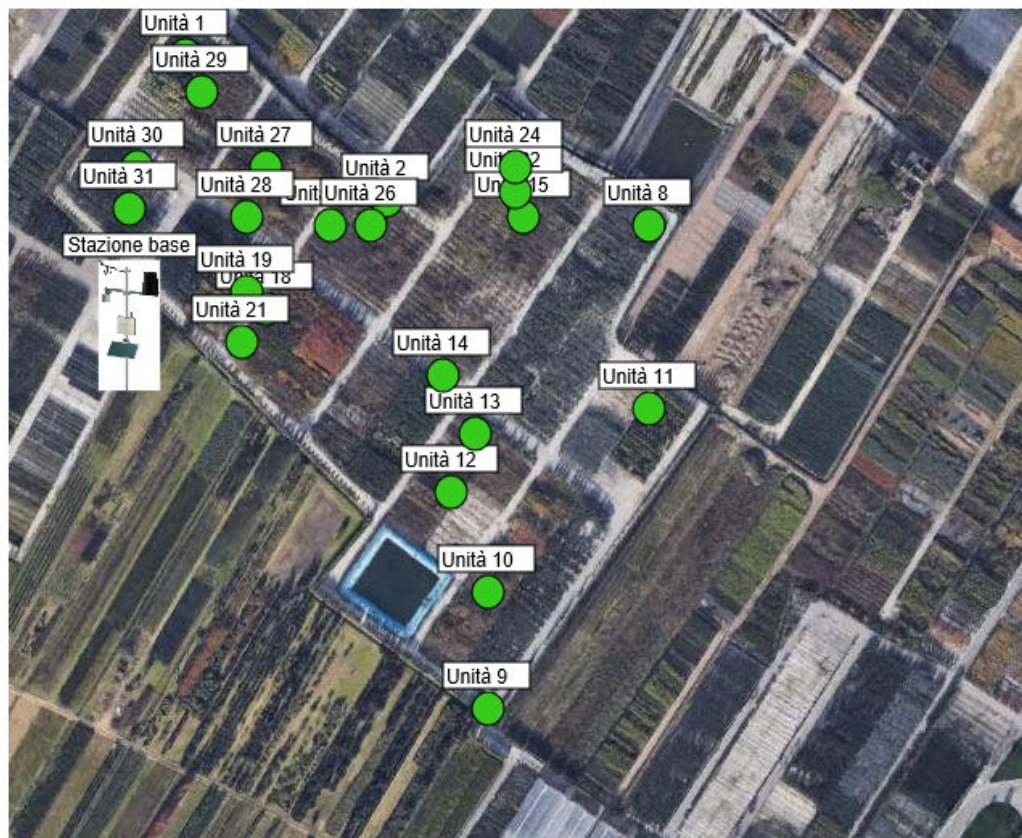 Unità 1
Unità 29
Unità 30
Unità 27
Unità 24
Unità 2
Unità 31
Unità 28
Unità 26
Unità 8
Stazione base
Unità 19
Unità 21
Unità 14
Unità 11
Unità 13
Unità 12
Unità 10
Unità 9